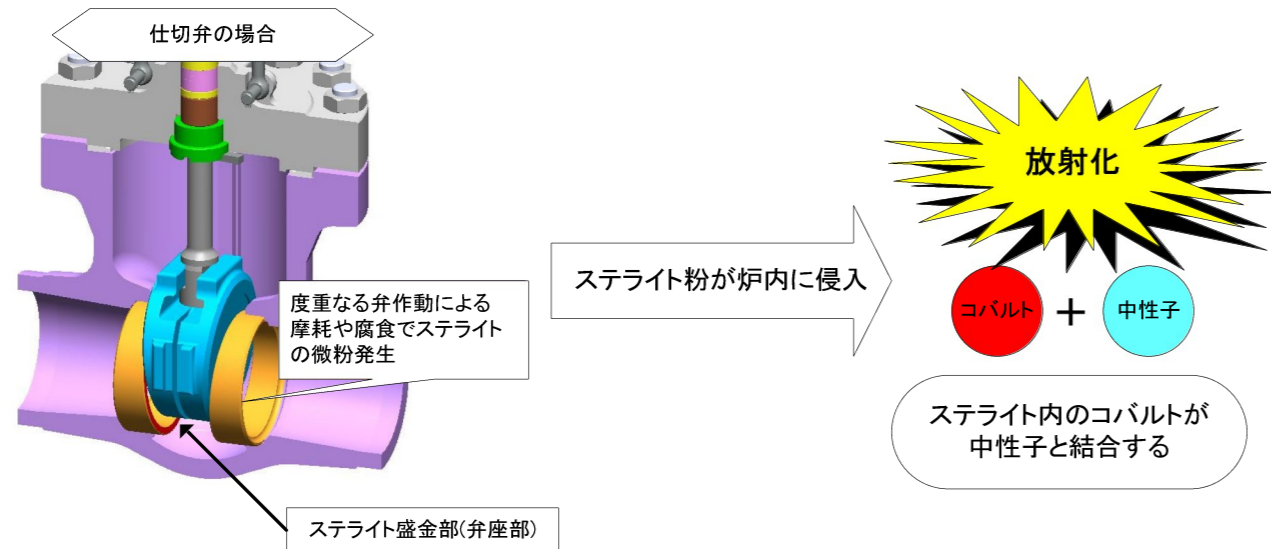 仕切弁の場合
度重なる弁作動による
摩耗や腐食でステライト
の微粉発生
ステライト盛金部(弁座部)
ステライト粉が炉内に侵入
放射化
コバルト + 中性子
ステライト内のコバルトが
中性子と結合する